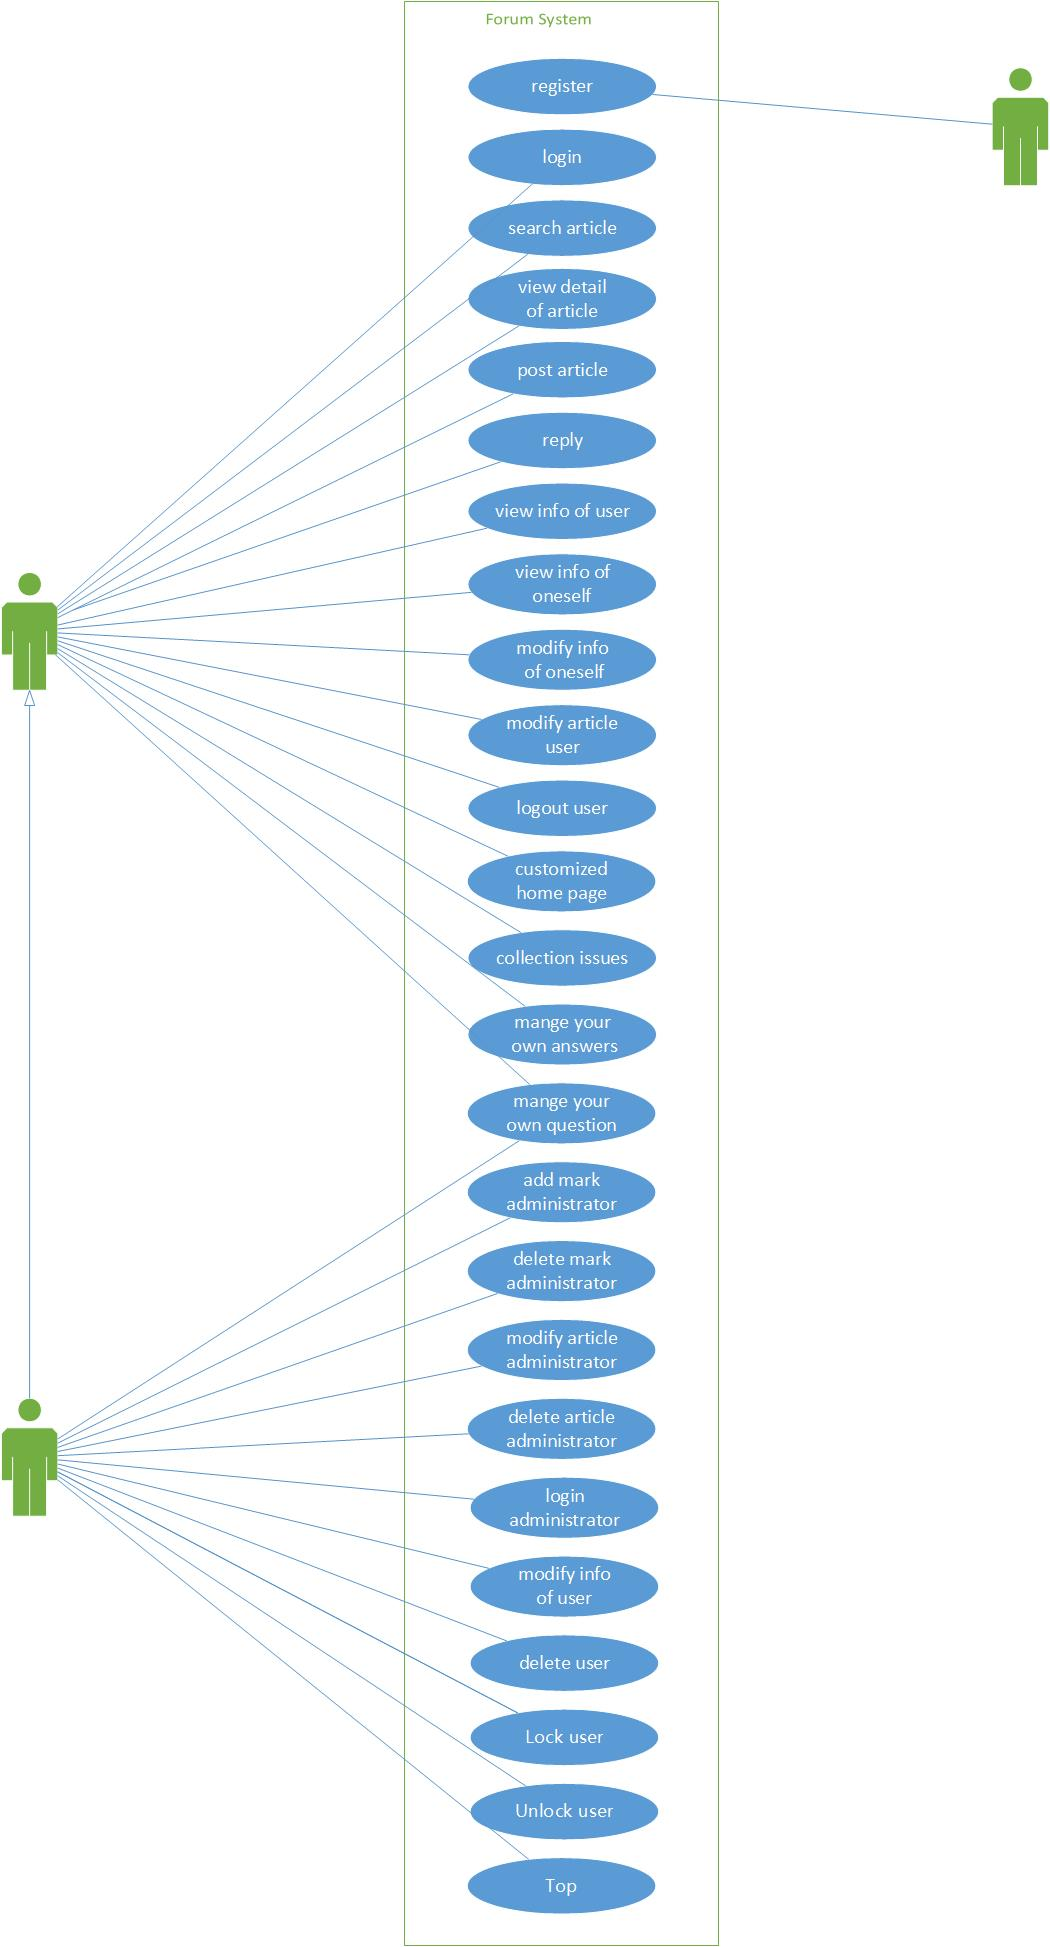 Forum System
register
login
search article
view detail
of article
post article
reply
view info of user
view info of
oneself
modify info
of oneself
modify article
user
logout user
customized
home page
collection issues
mange your
own answers
mange your
own question
add mark
administrator
delete mark
administrator
modify article
administrator
delete article
administrator
login
administrator
modify info
of user
delete user
Lock user
Unlock user
Top